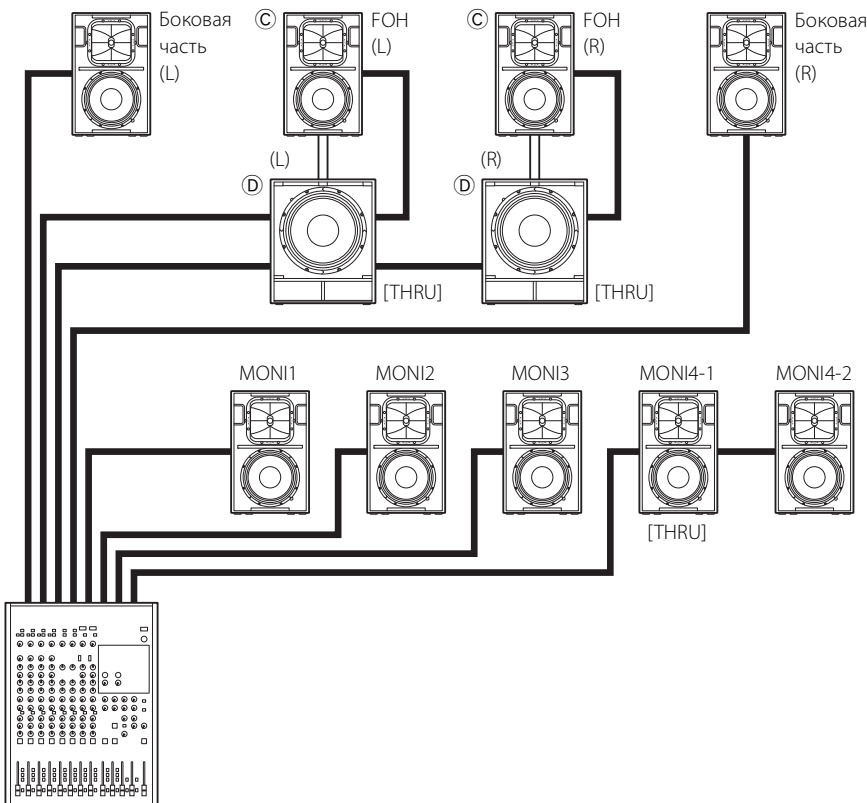 Боковая
часть
(L)
Ⓒ FOH
(L)
Ⓒ FOH
(R)
Боковая
часть
(R)
(L)
Ⓓ
(R)
Ⓓ
[THRU]
[THRU]
MONI1
MONI2
MONI3
MONI4-1
MONI4-2
[THRU]